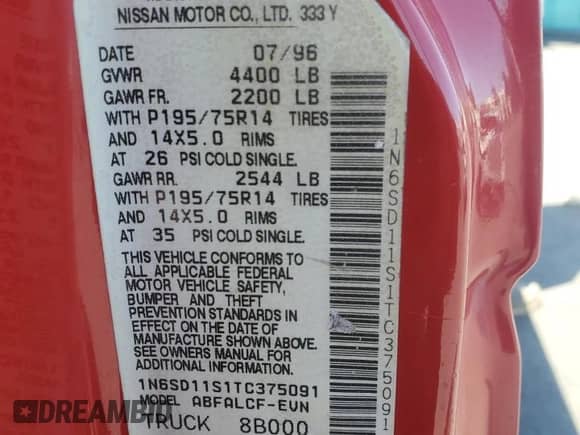 NISSAN MOTOR CO., LTD. 333Y
DATE 07/96
GVWR 4400 LB
GAWR FR. 2200 LB
WITH P195/75R14 TIRES
AND 14X5.0 RIMS
AT 26 PSI COLD SINGLE.
GAWR RR. 2544 LB
WITH P195/75R14 TIRES
AND 14X5.0 RIMS
AT 35 PSI COLD SINGLE.
THIS VEHICLE CONFORMS TO
ALL APPLICABLE FEDERAL
MOTOR VEHICLE SAFETY,
BUMPER AND THEFT
PREVENTION STANDARDS IN
EFFECT ON THE DATE OF
MANUFACTURE SHOWN ABOVE.
SEE OWNERS MANUAL FOR
ADDITIONAL INFORMATION.
1N6SD11S1TC375091
MODEL ABFALCF-EVN
TRUCK 8B000
1N6SD11S1TC375091
DREAMBID